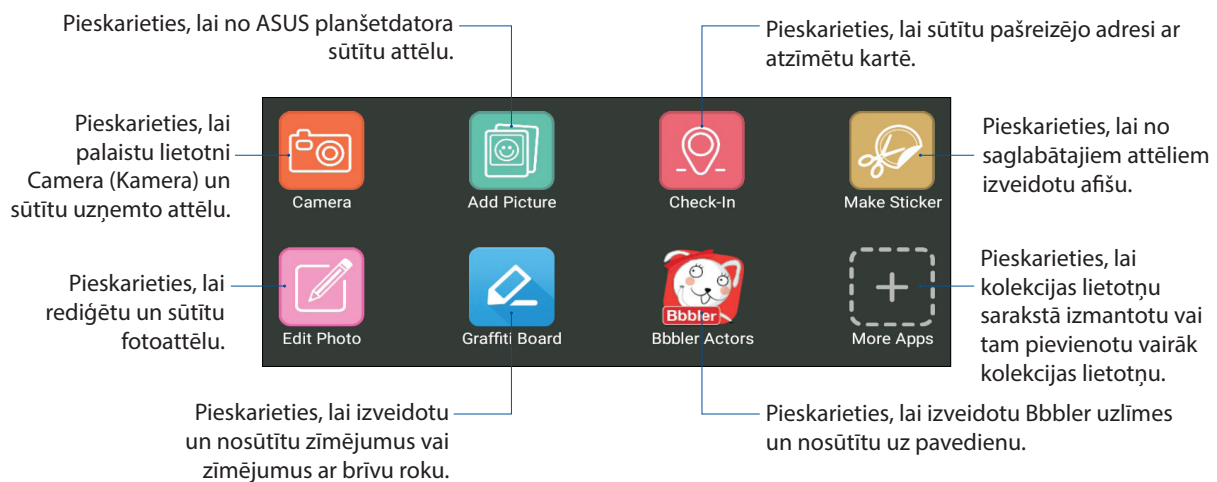 Pieskarieties, lai no ASUS planšetdatora
sūtītu attēlu.
Pieskarieties, lai sūtītu pašreizējo adresi ar
atzīmētu kartē.
Pieskarieties, lai
palaistu lietotni
Camera (Kamera) un
sūtītu uzņemto attēlu.
Camera
Add Picture
Check-In
Make Sticker
Pieskarieties, lai no
saglabātajiem attēliem
izveidotu afišu.
Pieskarieties, lai
rediģētu un sūtītu
fotoattēlu.
Edit Photo
Graffiti Board
Bbbler
Bbbler Actors
More Apps
Pieskarieties, lai
kolekcijas lietotņu
sarakstā izmantotu vai
tam pievienotu vairāk
kolekcijas lietotņu.
Pieskarieties, lai izveidotu
un nosūtītu zīmējumus vai
zīmējumus ar brīvu roku.
Pieskarieties, lai izveidotu Bbbler uzlīmes
un nosūtītu uz pavedienu.